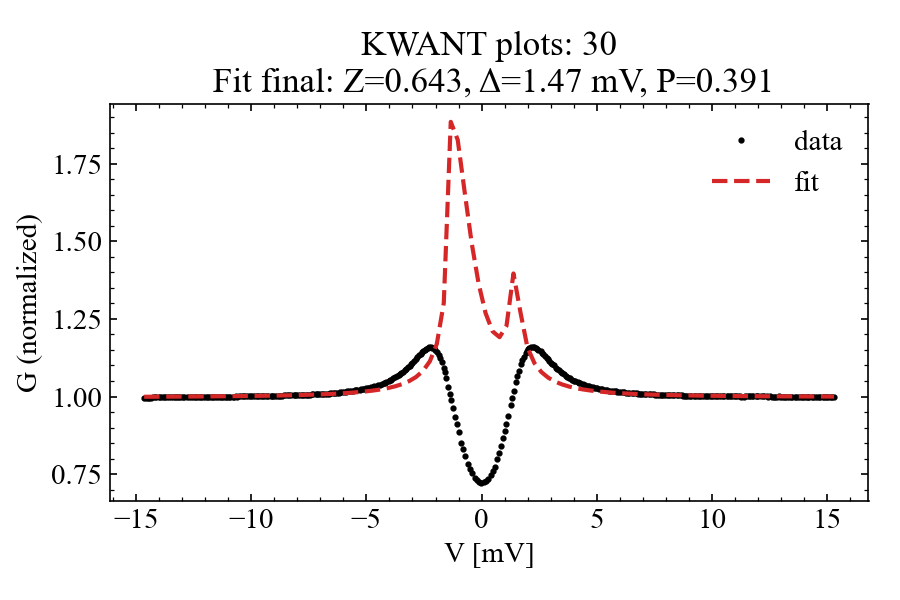 KWANT plots: 30
Fit final: Z=0.643, Δ=1.47 mV, P=0.391
data
fit
1.75
1.50
1.25
1.00
0.75
G (normalized)
−15
−10
−5
0
5
10
15
V [mV]